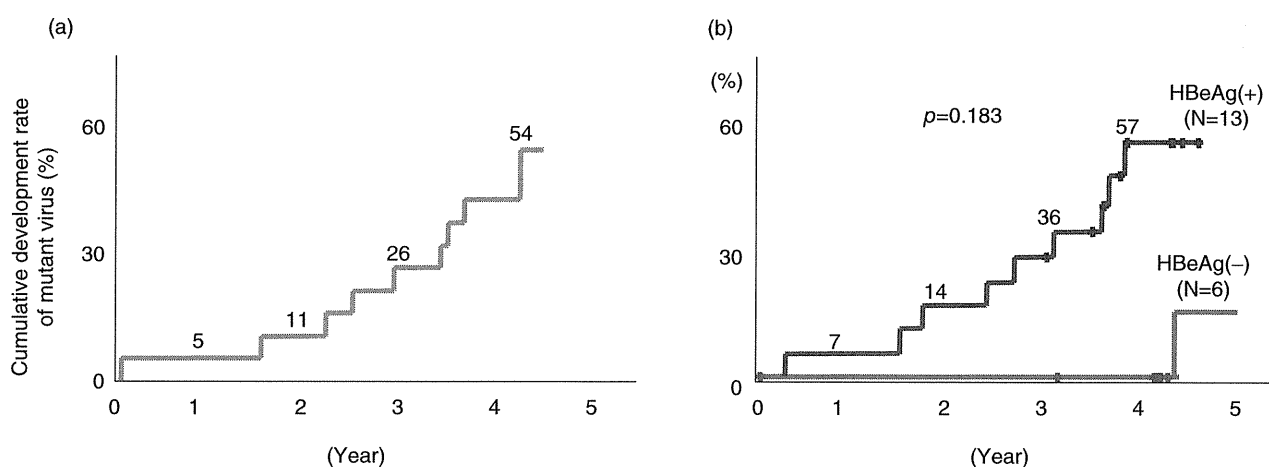 (a)
Cumulative development rate
of mutant virus (%)
60
30
0
5
11
26
54
0 1 2 3 4 5
(Year)
(b)
(%)
60
30
0
p=0.183
7
14
36
57
HBeAg(+)
(N=13)
HBeAg(−)
(N=6)
0 1 2 3 4 5
(Year)